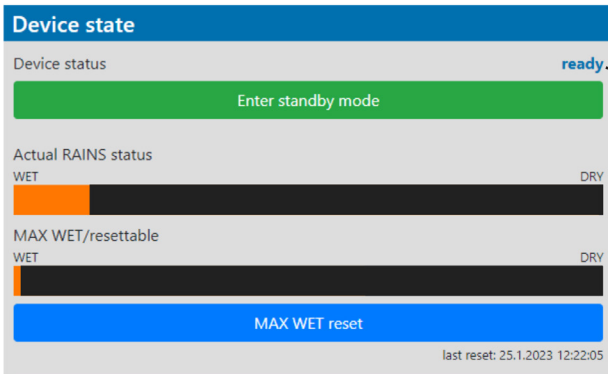 Device state
Device status ready.
Enter standby mode
Actual RAINS status
WET DRY
MAX WET/resettable
WET DRY
MAX WET reset
last reset: 25.1.2023 12:22:05